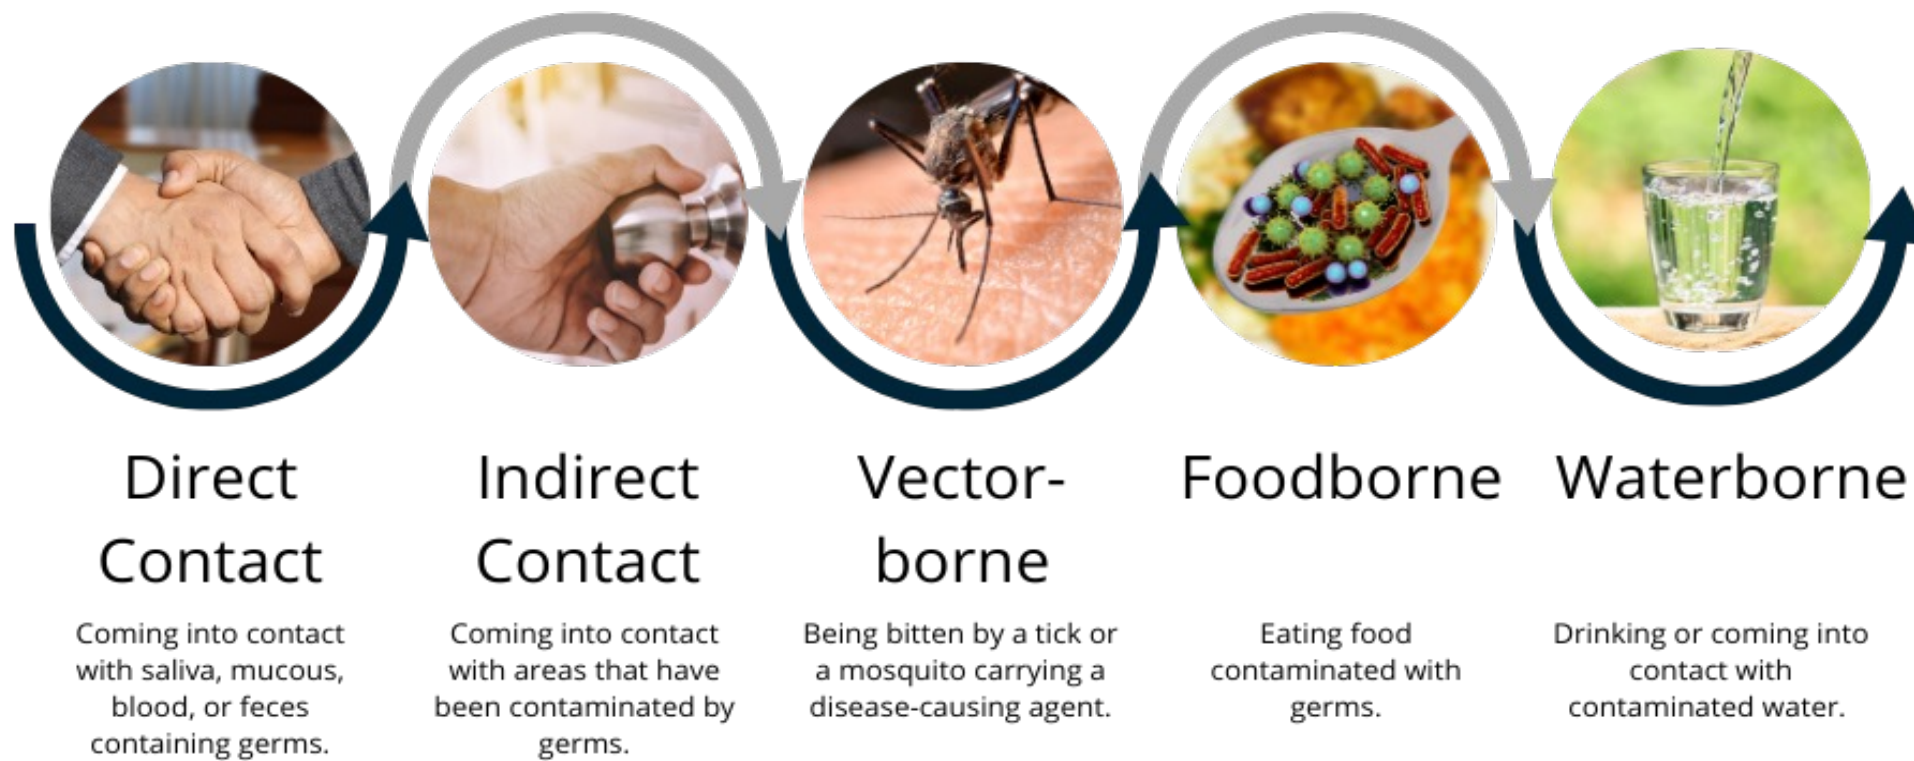 Direct
Contact
Coming into contact
with saliva, mucous,
blood, or feces
containing germs.
Indirect
Contact
Coming into contact
with areas that have
been contaminated by
germs.
Vector-
borne
Being bitten by a tick or
a mosquito carrying a
disease-causing agent.
Foodborne
Eating food
contaminated with
germs.
Waterborne
Drinking or coming into
contact with
contaminated water.